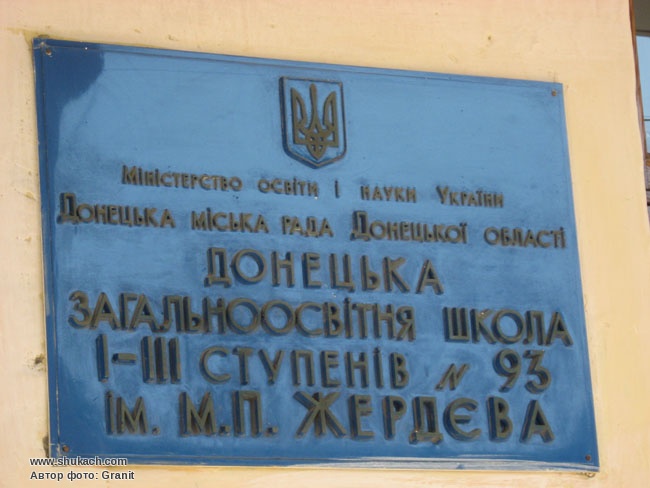 Міністерство освіти і науки України
Донецька міська рада Донецької області
ДОНЕЦЬКА
ЗАГАЛЬНООСВІТНЯ ШКОЛА
І-ІІІ СТУПЕНІВ N 93
ІМ. М.П. ЖЕРДЄВА
www.shukach.com
Автор фото: Granit